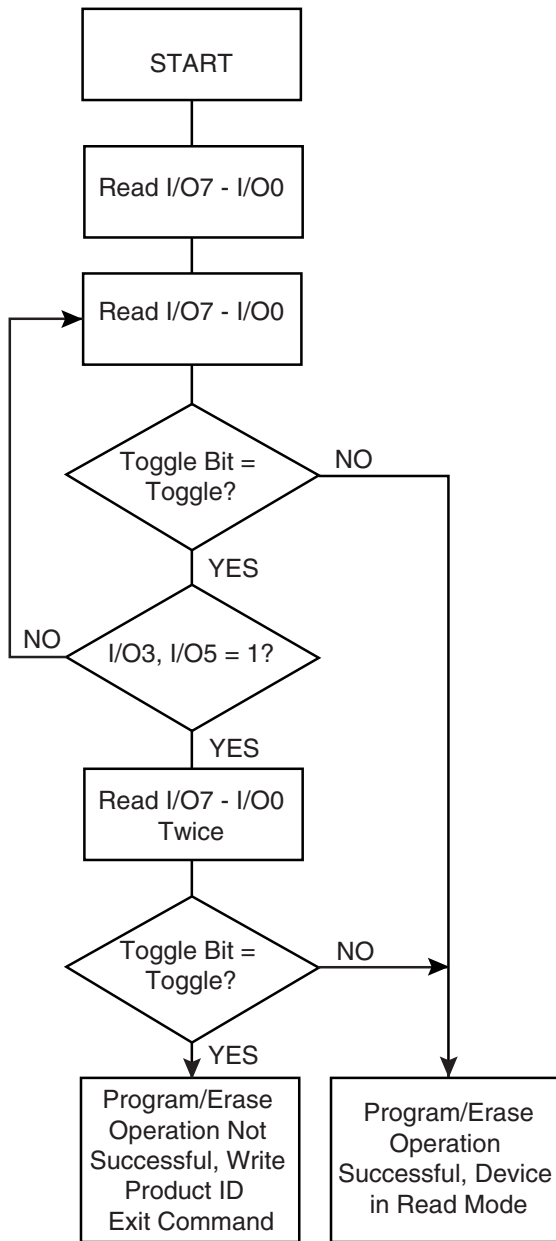 START
Read I/O7 - I/O0
Read I/O7 - I/O0
Toggle Bit =
Toggle?
NO
YES
NO
I/O3, I/O5 = 1?
YES
Read I/O7 - I/O0
Twice
Toggle Bit =
Toggle?
NO
YES
Program/Erase
Operation Not
Successful, Write
Product ID
Exit Command
Program/Erase
Operation
Successful, Device
in Read Mode